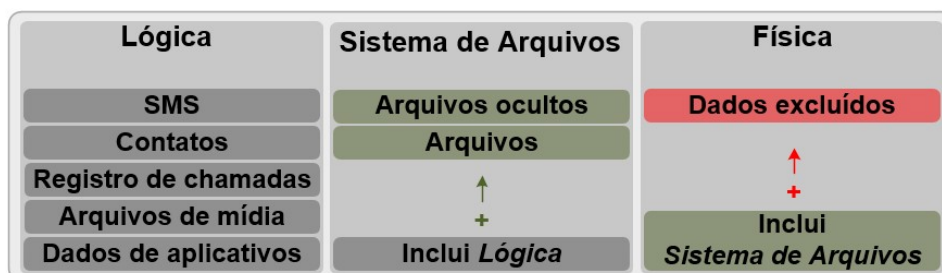 Lógica
SMS
Contatos
Registro de chamadas
Arquivos de mídia
Dados de aplicativos
Sistema de Arquivos
Arquivos ocultos
Arquivos
+
Inclui Lógica
Física
Dados excluídos
+
Inclui
Sistema de Arquivos